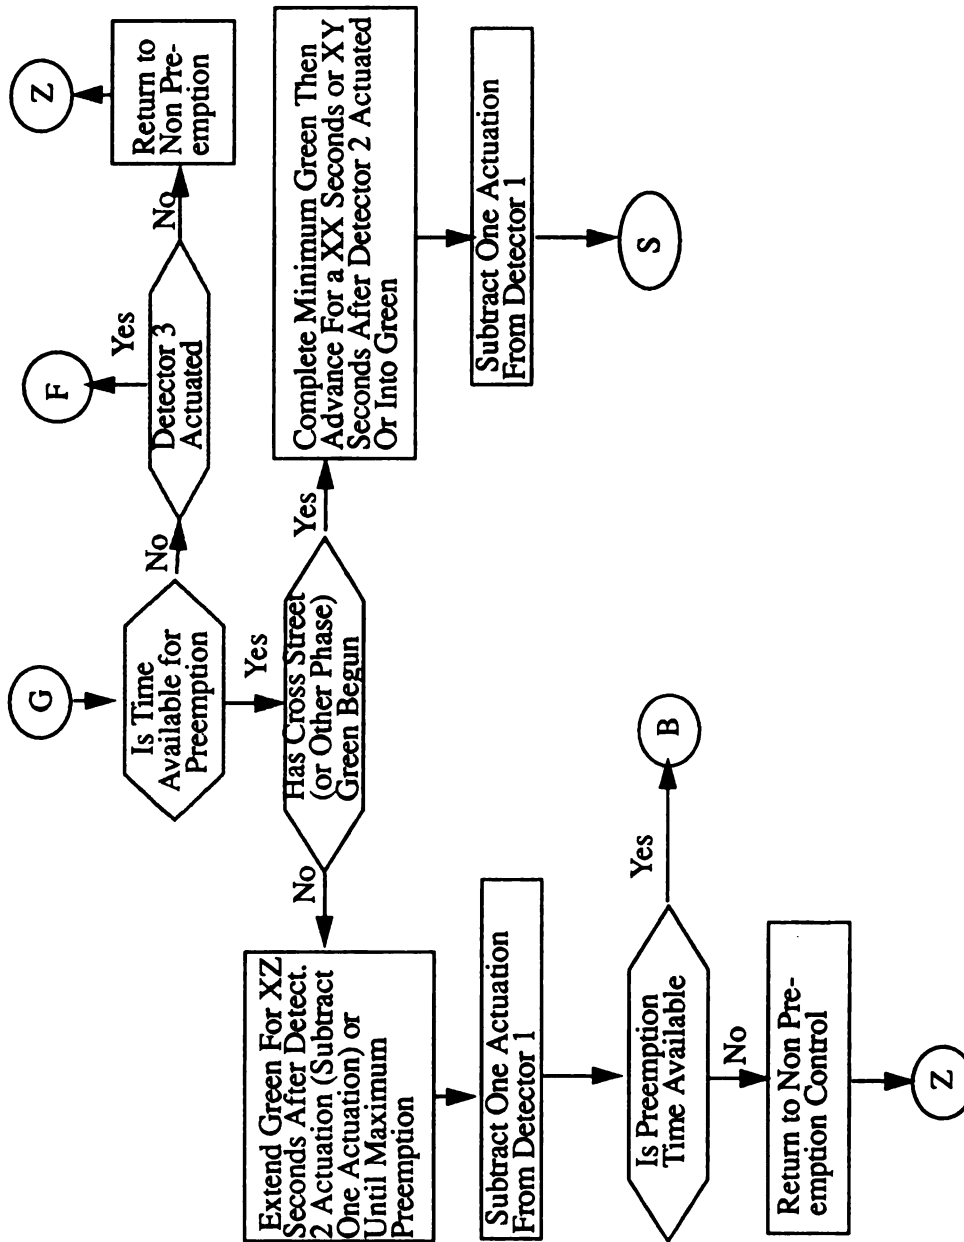 G
Is Time
Available for
Preemption
No
Detector 3
Actuated
Yes
F
No
Return to
Non Pre-
emption
Z
Yes
Has Cross Street
(or Other Phase)
Green Begun
Yes
Complete Minimum Green Then
Advance For a XX Seconds or XY
Seconds After Detector 2 Actuated
Or Into Green
Subtract One Actuation
From Detector 1
S
No
Extend Green For XZ
Seconds After Detect.
2 Actuation (Subtract
One Actuation) or
Until Maximum
Preemption
Subtract One Actuation
From Detector 1
Is Preemption
Time Available
Yes
B
No
Return to Non Pre-
emption Control
Z